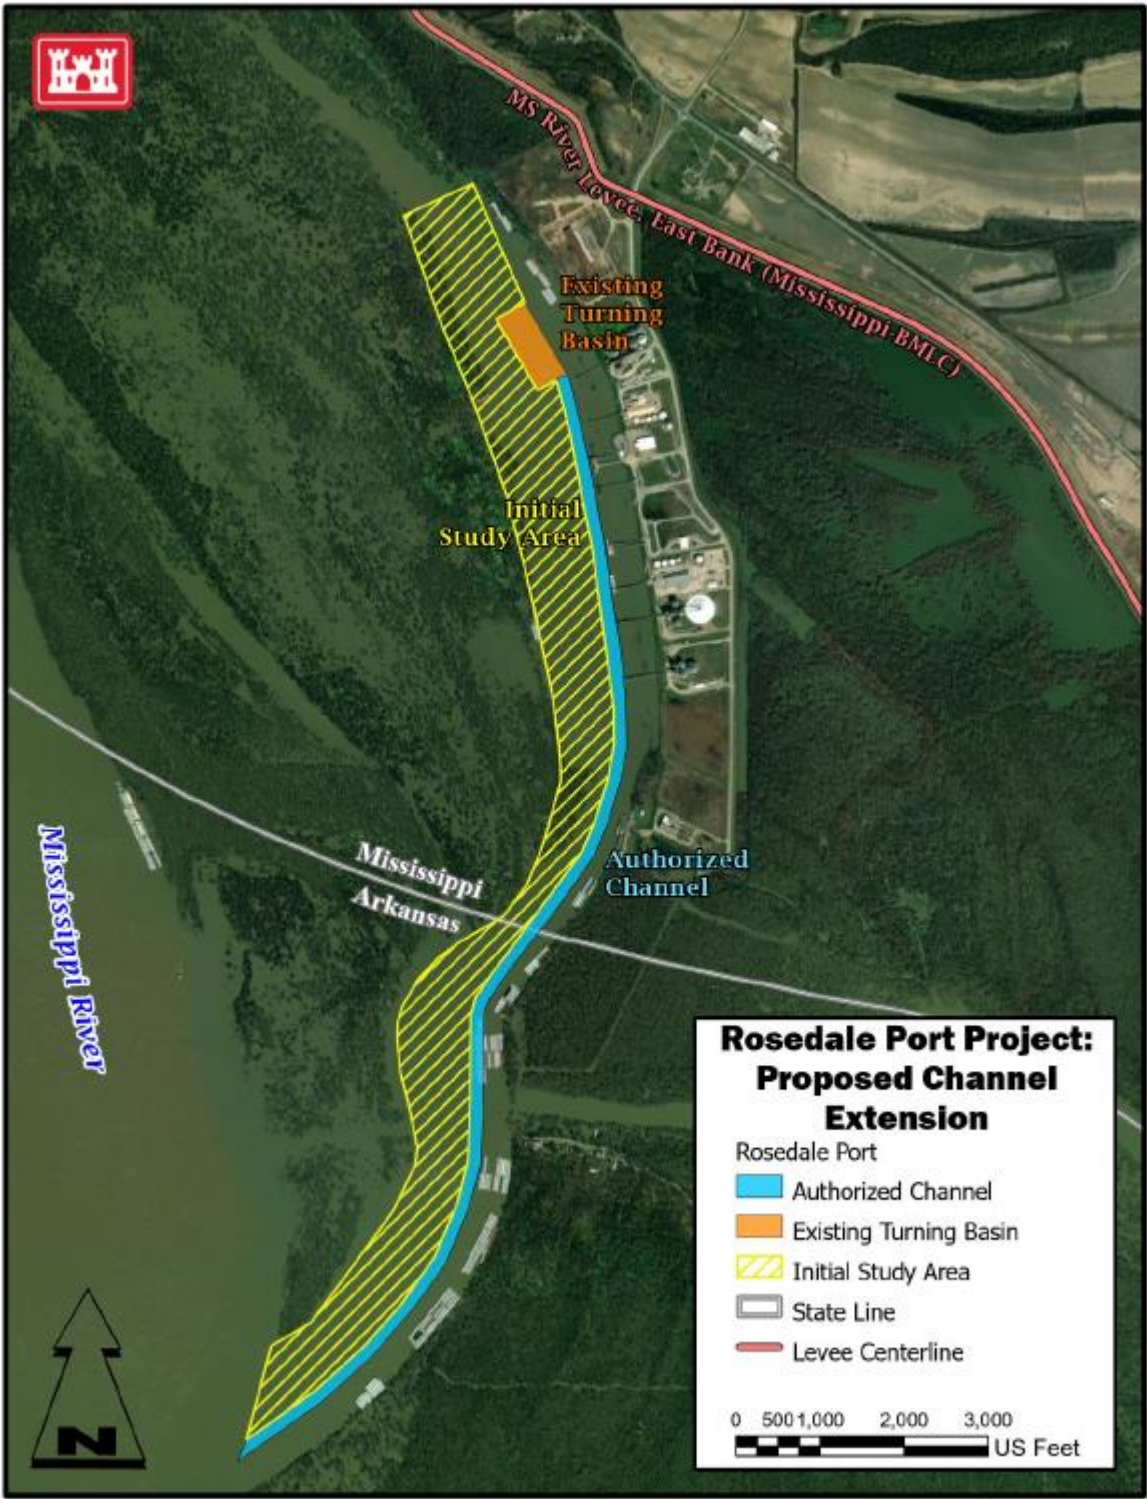 MS River Levee, East Bank (Mississippi-BMLC)
Existing
Turning
Basin
Initial
Study Area
Authorized
Channel
Mississippi
Arkansas
Mississippi River
Rosedale Port Project:
Proposed Channel
Extension
Rosedale Port
Authorized Channel
Existing Turning Basin
Initial Study Area
State Line
Levee Centerline
0 500 1,000 2,000 3,000
US Feet
N